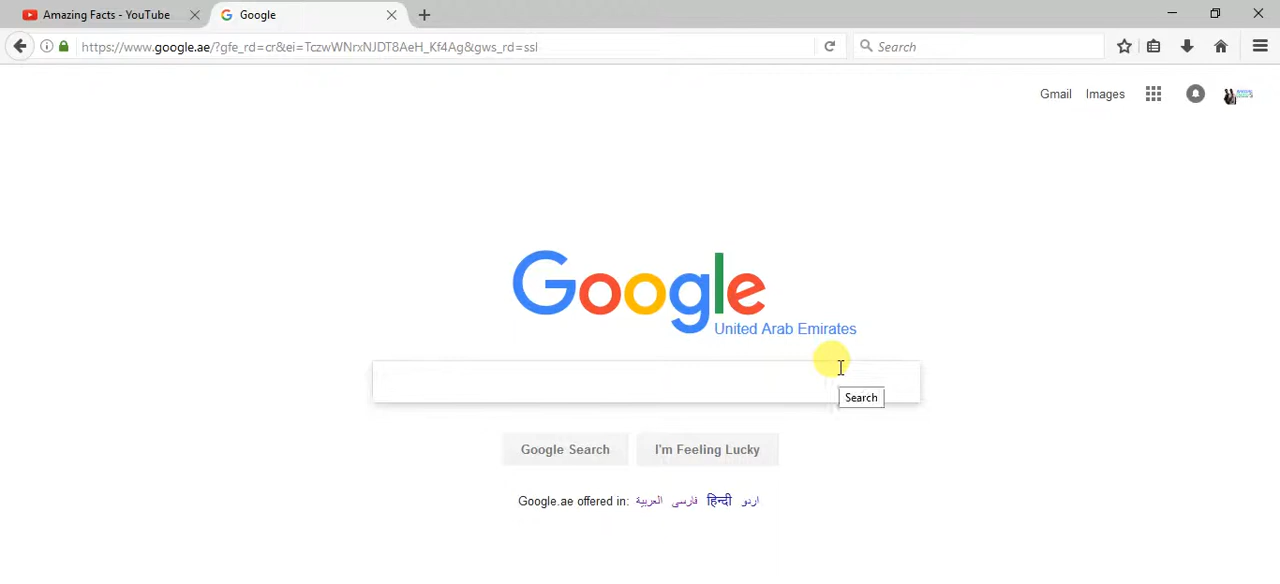 Amazing Facts - YouTube
Google
https://www.google.ae/?gfe_rd=cr&ei=TczwWNrxNJDT8AeH_Kf4Ag&gws_rd=ssl
Search
Gmail Images
Google
United Arab Emirates
Search
Google Search I'm Feeling Lucky
Google.ae offered in: العربية فارسی हिन्दी اردو